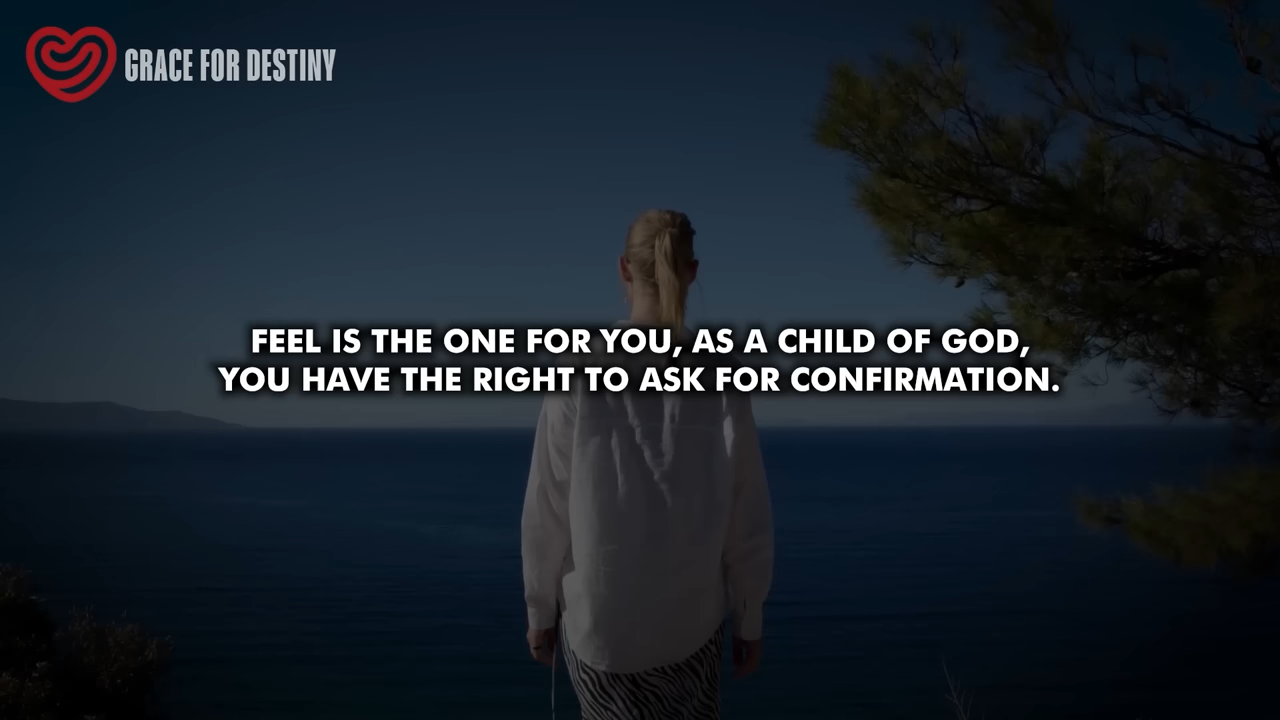 GRACE FOR DESTINY
FEEL IS THE ONE FOR YOU, AS A CHILD OF GOD,
YOU HAVE THE RIGHT TO ASK FOR CONFIRMATION.